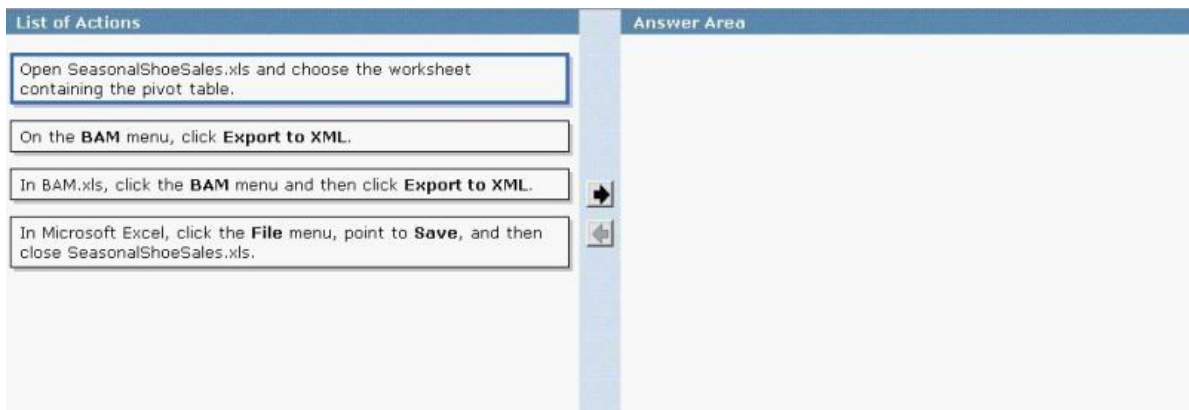 List of Actions
Answer Area
Open SeasonalShoeSales.xls and choose the worksheet
containing the pivot table.
On the BAM menu, click Export to XML.
In BAM.xls, click the BAM menu and then click Export to XML.
In Microsoft Excel, click the File menu, point to Save, and then
close SeasonalShoeSales.xls.